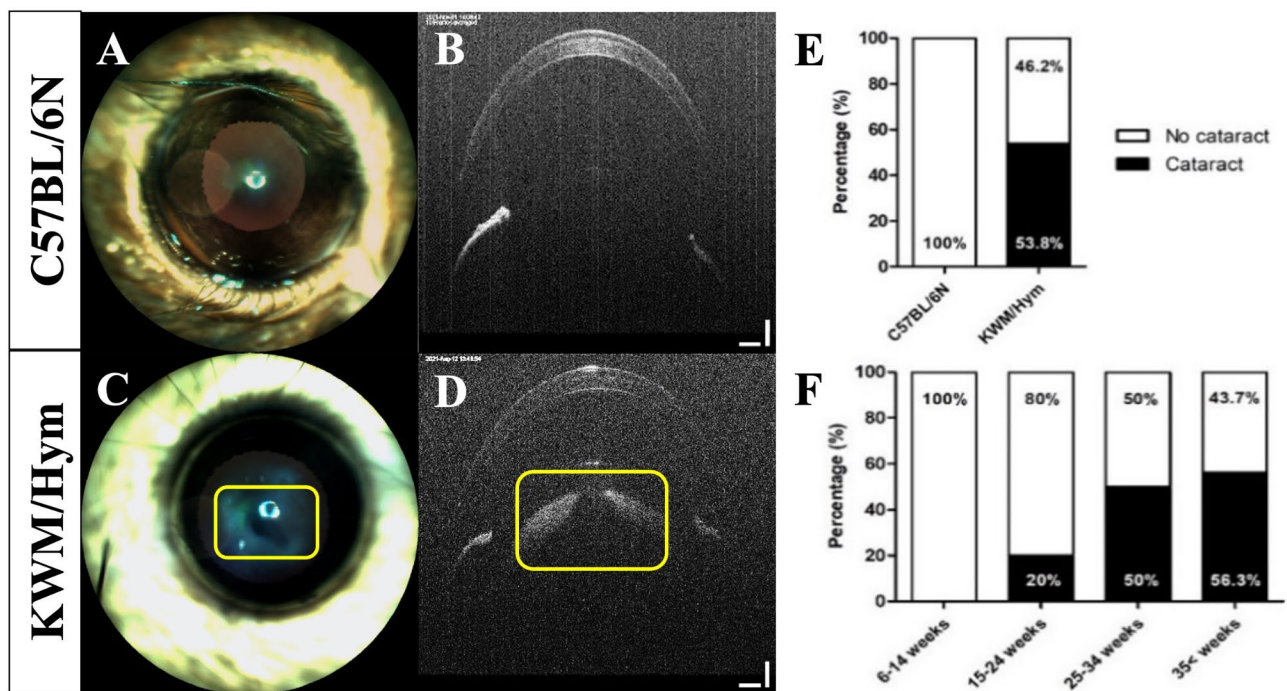 C57BL/6N
A
B
KWM/Hym
C
D
E
Percentage (%)
100
80
60
40
20
0
100%
46.2%
53.8%
C57BL/6N
KWM/Hym
No cataract
Cataract
F
Percentage (%)
100
80
60
40
20
0
100%
80%
50%
43.7%
20%
50%
56.3%
6-14 weeks
15-24 weeks
25-34 weeks
35< weeks